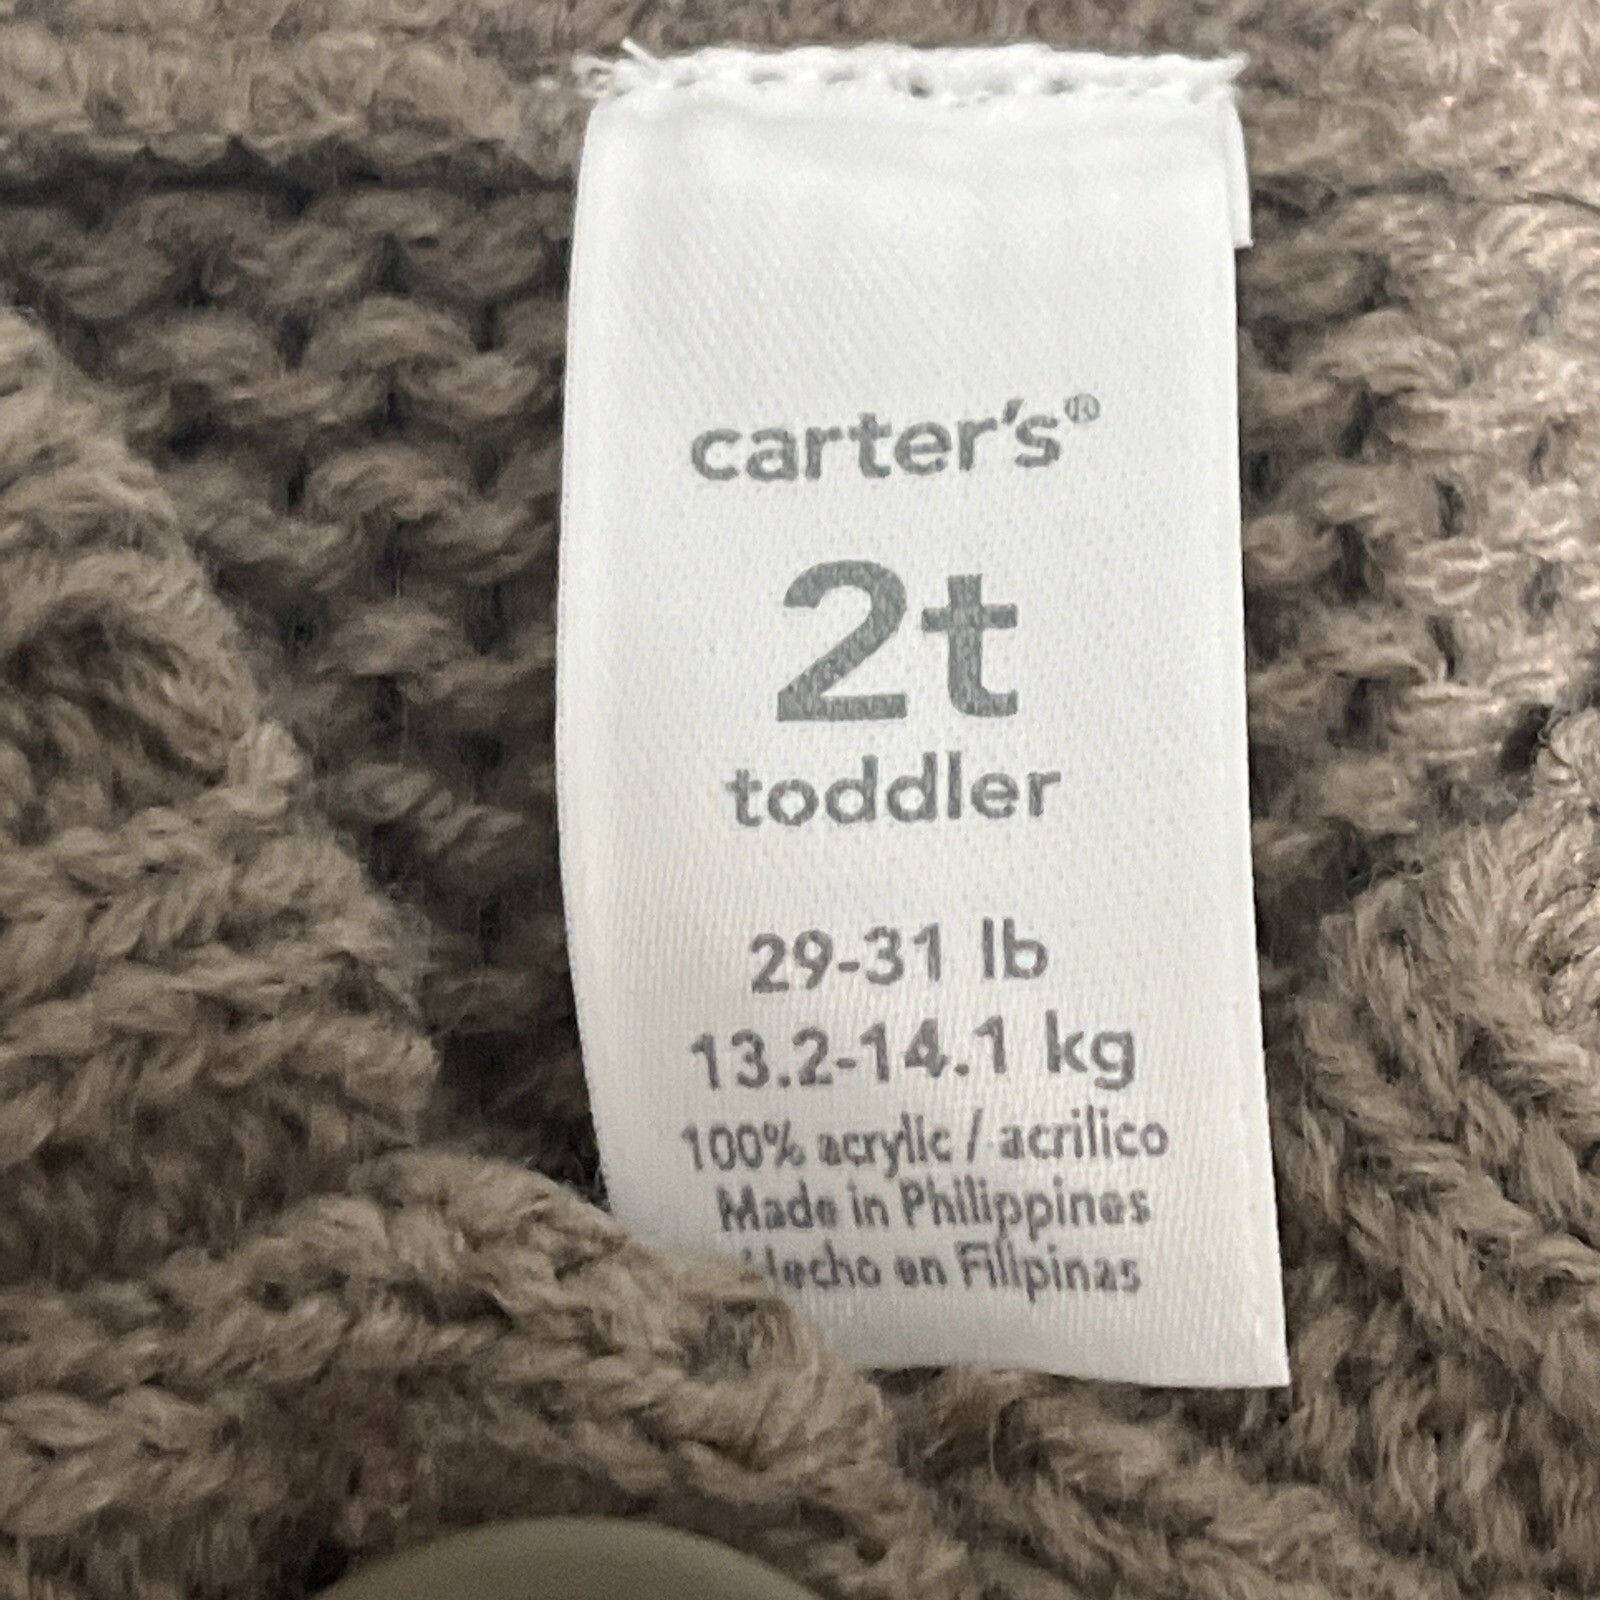 carter's®
2t
toddler
29-31 lb
13.2-14.1 kg
100% acrylic / acrilico
Made in Philippines
Hecho en Filipinas